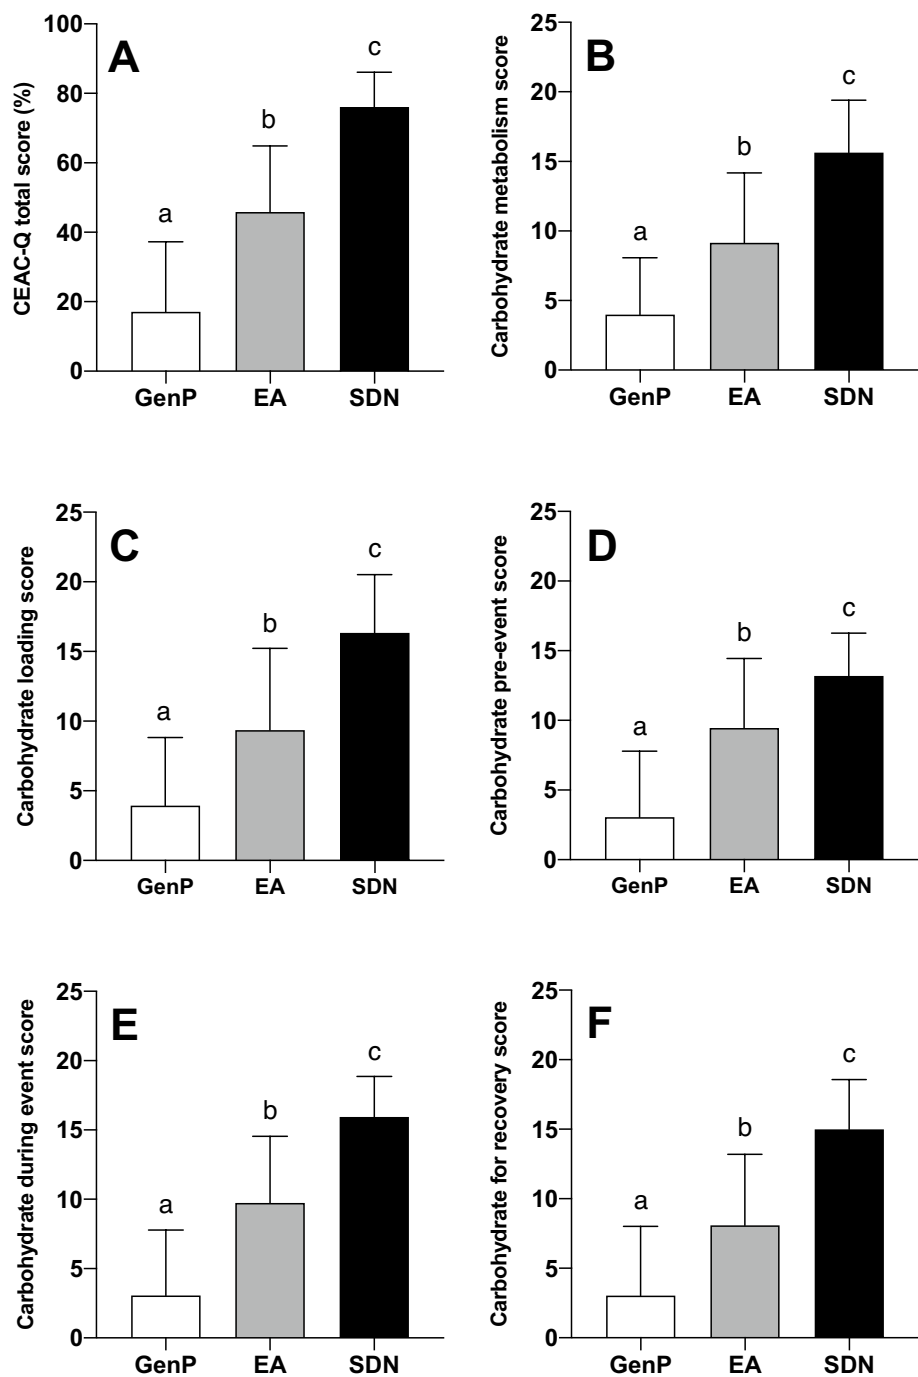 A
CEAC-Q total score (%)
100
80
60
40
20
0
a
b
c
GenP EA SDN
B
Carbohydrate metabolism score
25
20
15
10
5
0
a
b
c
GenP EA SDN
C
Carbohydrate loading score
25
20
15
10
5
0
a
b
c
GenP EA SDN
D
Carbohydrate pre-event score
25
20
15
10
5
0
a
b
c
GenP EA SDN
E
Carbohydrate during event score
25
20
15
10
5
0
a
b
c
GenP EA SDN
F
Carbohydrate for recovery score
25
20
15
10
5
0
a
b
c
GenP EA SDN